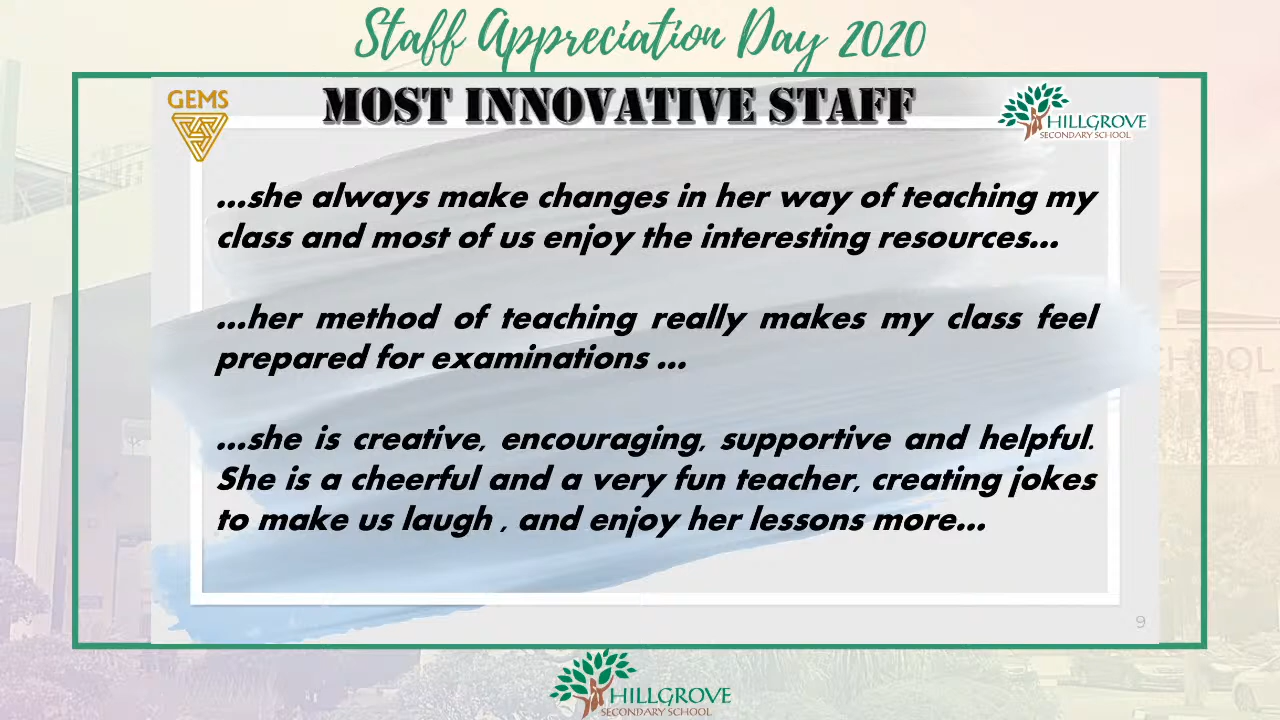 Staff Appreciation Day 2020
GEMS
MOST INNOVATIVE STAFF
HILLGROVE
SECONDARY SCHOOL
...she always make changes in her way of teaching my
class and most of us enjoy the interesting resources...
...her method of teaching really makes my class feel
prepared for examinations ...
...she is creative, encouraging, supportive and helpful.
She is a cheerful and a very fun teacher, creating jokes
to make us laugh , and enjoy her lessons more...
CHOOL
9
HILLGROVE
SECONDARY SCHOOL